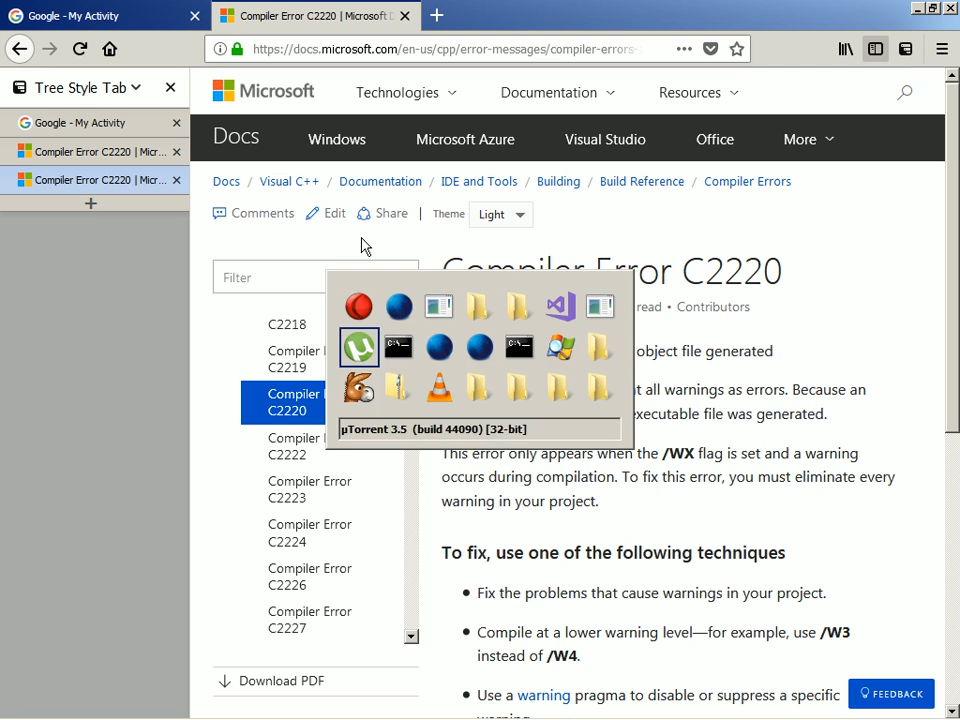 Google - My Activity
Compiler Error C2220 | Microsoft D
https://docs.microsoft.com/en-us/cpp/error-messages/compiler-errors-
Tree Style Tab
Google - My Activity
Compiler Error C2220 | Micr...
Compiler Error C2220 | Micr...
Microsoft
Technologies
Documentation
Resources
Docs
Windows
Microsoft Azure
Visual Studio
Office
More
Docs / Visual C++ / Documentation / IDE and Tools / Building / Build Reference / Compiler Errors
Comments
Edit
Share
|
Theme
Light
Filter
C2218
Compiler
C2219
Compiler
C2220
Compiler
C2222
Compiler Error
C2223
Compiler Error
C2224
Compiler Error
C2226
Compiler Error
C2227
Download PDF
Compiler Error C2220
read • Contributors
object file generated
at all warnings as errors. Because an
executable file was generated.
This error only appears when the /WX flag is set and a warning
occurs during compilation. To fix this error, you must eliminate every
warning in your project.
To fix, use one of the following techniques
• Fix the problems that cause warnings in your project.
• Compile at a lower warning level—for example, use /W3
instead of /W4.
• Use a warning pragma to disable or suppress a specific
C:\_
C:\_
µTorrent 3.5 (build 44090) [32-bit]
FEEDBACK